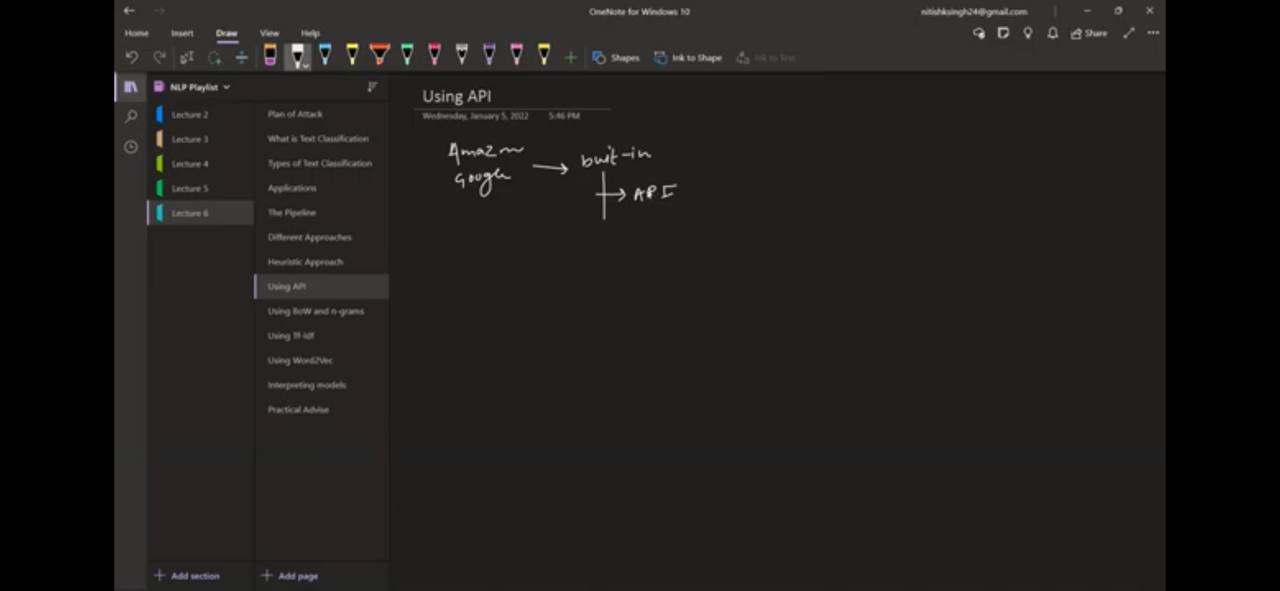 OneNote for Windows 10
nitishksingh24@gmail.com
Home Insert Draw View Help
Share
Shapes
Ink to Shape
Ink to Text
NLP Playlist
Lecture 2
Lecture 3
Lecture 4
Lecture 5
Lecture 6
Plan of Attack
What is Text Classification
Types of Text Classification
Applications
The Pipeline
Different Approaches
Heuristic Approach
Using API
Using BoW and n-grams
Using Tf-Idf
Using Word2Vec
Interpreting models
Practical Advise
Add section
Add page
Using API
Wednesday, January 5, 2022 5:46 PM
Amazon
Google
built-in
API